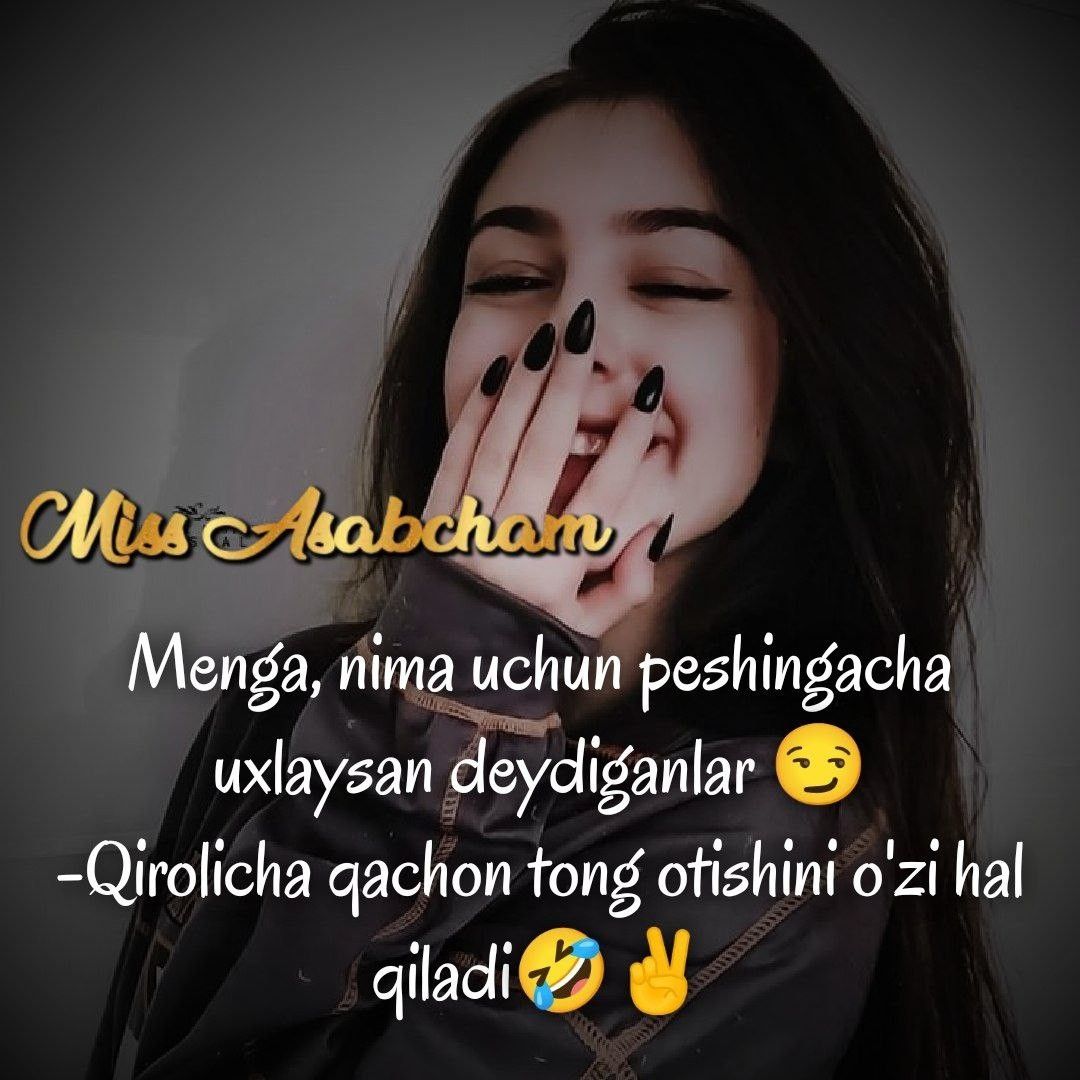 Miss Asabcham
Menga, nima uchun peshingacha
uxlaysan deydiganlar 😏
-Qirolicha qachon tong otishini o'zi hal
qiladi🤣✌